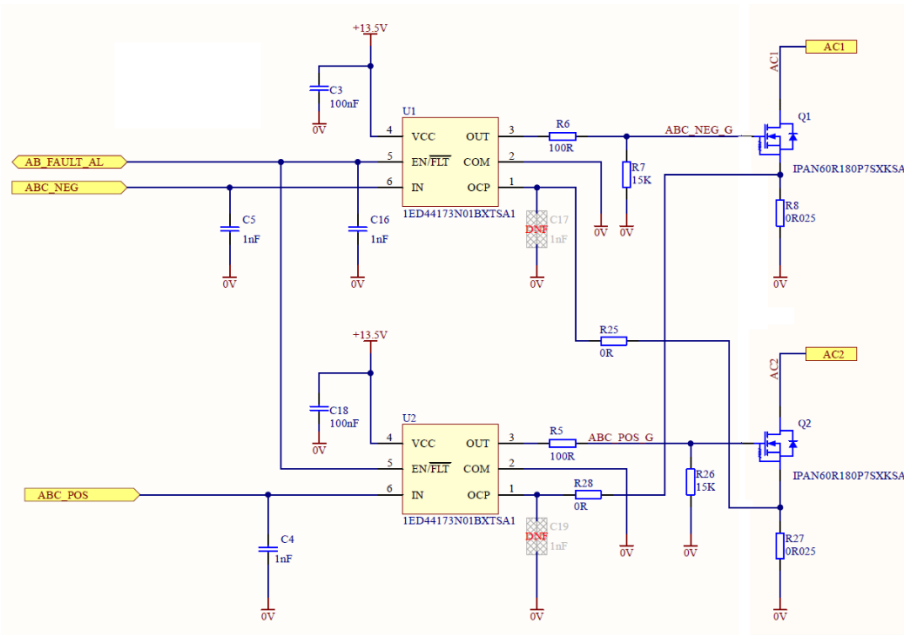 +13.5V
C3
100nF
0V
U1
4
VCC
OUT
3
5
EN/FLT
COM
2
6
IN
OCP
1
1ED44173N01BXTSA1
AB_FAULT_AL
ABC_NEG
C5
1nF
0V
C16
1nF
0V
C17
DNF
1nF
0V
R6
100R
R7
15K
0V
0V
ABC_NEG_G
AC1
AC1
Q1
IPAN60R180P7SXKSA
R8
0R025
0V
R25
0R
+13.5V
C18
100nF
0V
U2
4
VCC
OUT
3
5
EN/FLT
COM
2
6
IN
OCP
1
1ED44173N01BXTSA1
ABC_POS
C4
1nF
0V
C19
DNF
1nF
0V
R5
100R
R28
0R
0V
ABC_POS_G
R26
15K
0V
AC2
AC2
Q2
IPAN60R180P7SXKSA
R27
0R025
0V